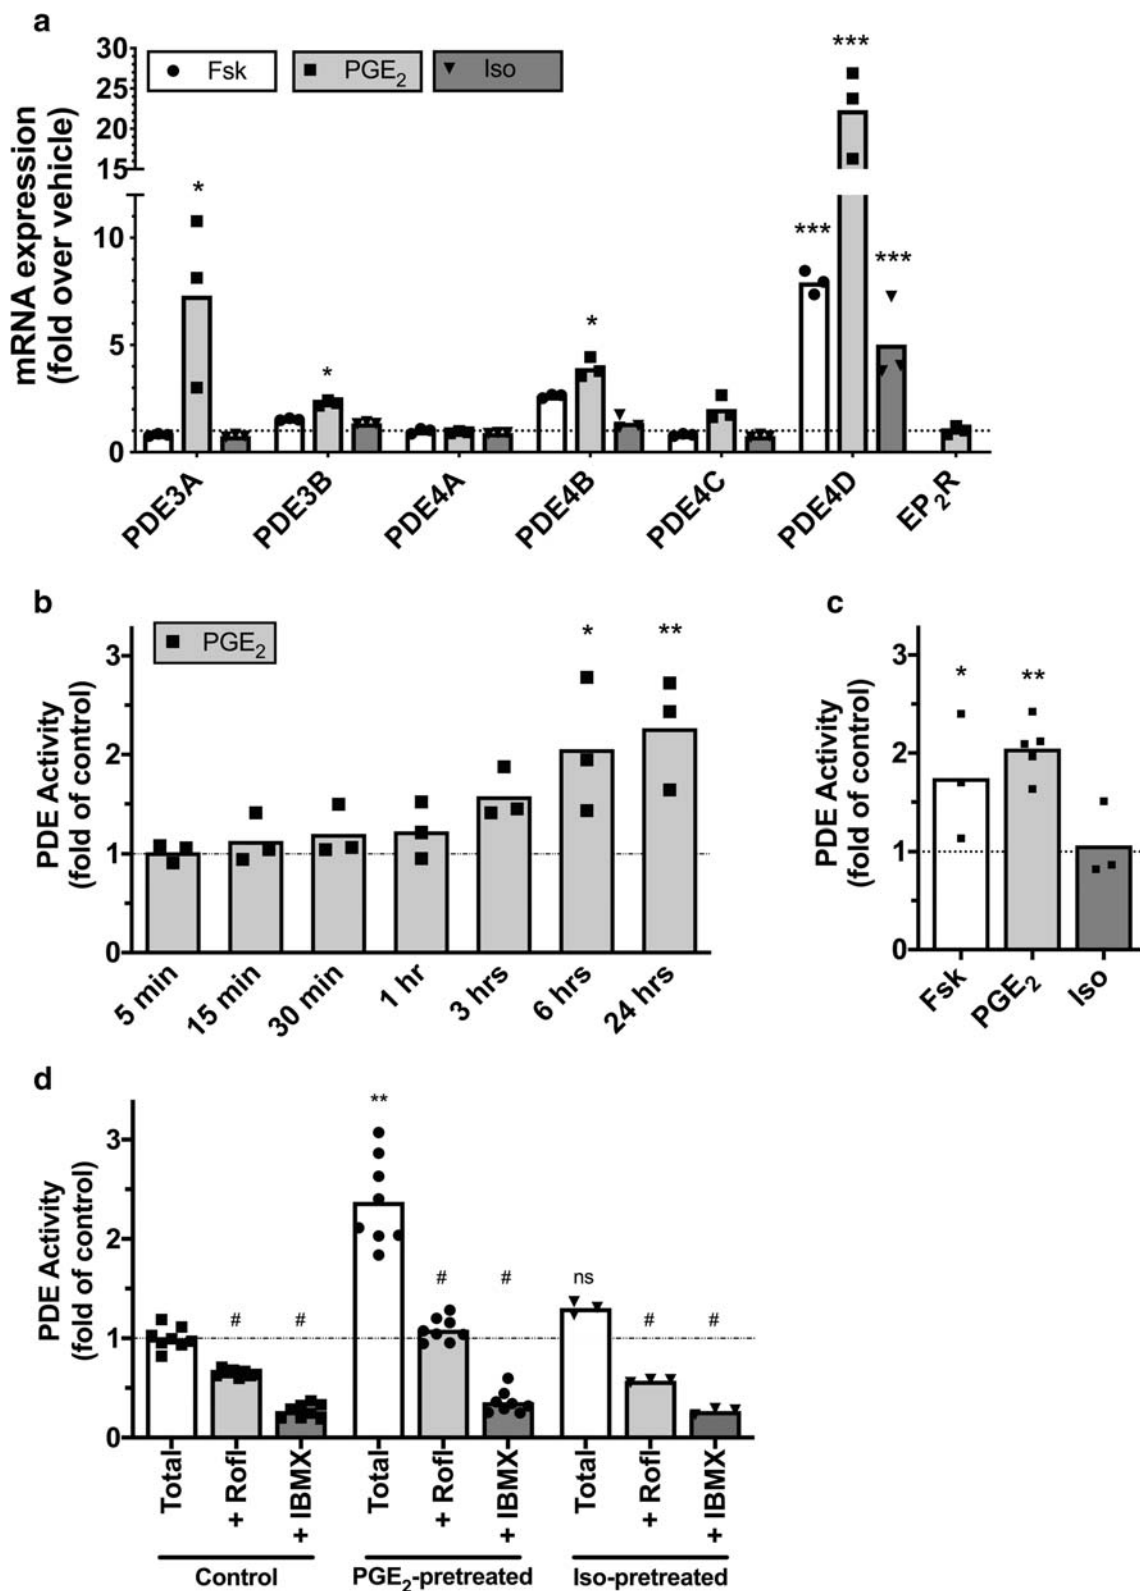 a
Fsk
PGE2
Iso
mRNA expression
(fold over vehicle)
30
25
20
15
10
5
0
*
*
*
***
***
***
PDE3A
PDE3B
PDE4A
PDE4B
PDE4C
PDE4D
EP2R
b
PGE2
PDE Activity
(fold of control)
3
2
1
0
*
**
5 min
15 min
30 min
1 hr
3 hrs
6 hrs
24 hrs
c
PDE Activity
(fold of control)
3
2
1
0
*
**
Fsk
PGE2
Iso
d
PDE Activity
(fold of control)
3
2
1
0
#
#
**
#
#
ns
#
#
Total
+ Rofl
+ IBMX
Total
+ Rofl
+ IBMX
Total
+ Rofl
+ IBMX
Control
PGE2-pretreated
Iso-pretreated